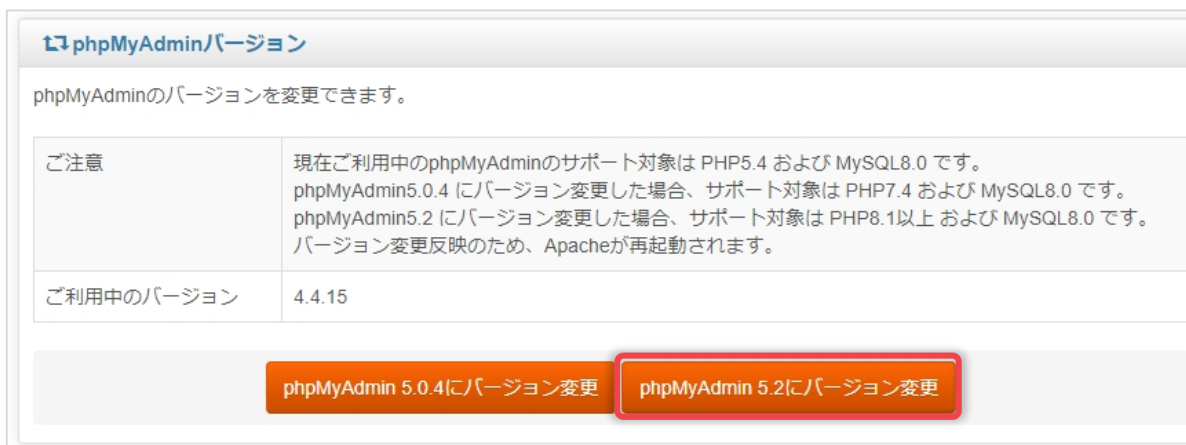 phpMyAdminバージョン
phpMyAdminのバージョンを変更できます。
ご注意
現在ご利用中のphpMyAdminのサポート対象は PHP5.4 および MySQL8.0 です。
phpMyAdmin5.0.4 にバージョン変更した場合、サポート対象は PHP7.4 および MySQL8.0 です。
phpMyAdmin5.2 にバージョン変更した場合、サポート対象は PHP8.1以上 および MySQL8.0 です。
バージョン変更反映のため、Apacheが再起動されます。
ご利用中のバージョン
4.4.15
phpMyAdmin 5.0.4にバージョン変更
phpMyAdmin 5.2にバージョン変更